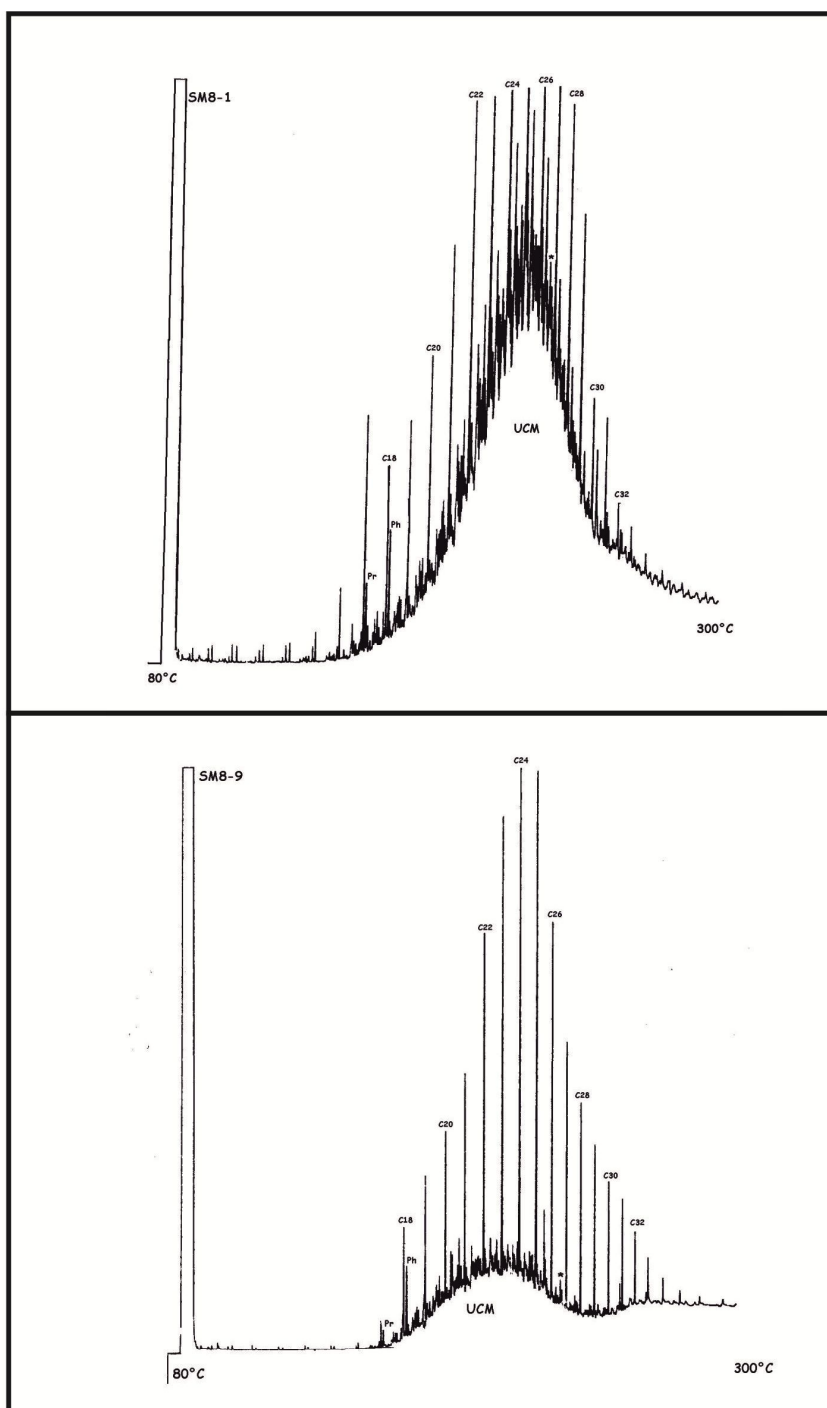 SM8-1
C22
C24
C26
C28
*
C20
C30
UCM
C18
C32
Ph
Pr
300°C
80°C
SM8-9
C24
C22
C26
C28
C20
C30
C18
C32
Ph
*
UCM
Pr
80°C
300°C